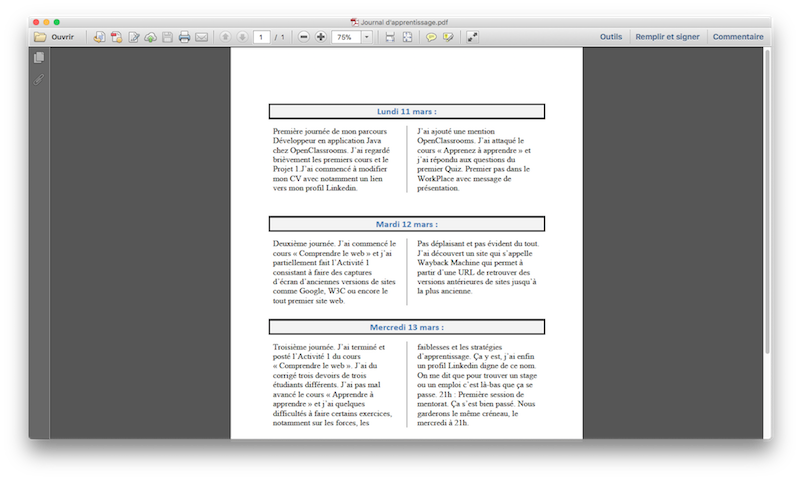 Journal d'apprentissage.pdf
Ouvrir
1 / 1
75%
Outils
Remplir et signer
Commentaire
Lundi 11 mars :
Première journée de mon parcours
Développeur en application Java
chez OpenClassrooms. J'ai regardé
brièvement les premiers cours et le
Projet 1.J'ai commencé à modifier
mon CV avec notamment un lien
vers mon profil Linkedin.
J'ai ajouté une mention
OpenClassrooms. J'ai attaqué le
cours « Apprenez à apprendre » et
j'ai répondu aux questions du
premier Quiz. Premier pas dans le
WorkPlace avec message de
présentation.
Mardi 12 mars :
Deuxième journée. J'ai commencé le
cours « Comprendre le web » et j'ai
partiellement fait l'Activité 1
consistant à faire des captures
d'écran d'anciennes versions de sites
comme Google, W3C ou encore le
tout premier site web.
Pas déplaisant et pas évident du tout.
J'ai découvert un site qui s'appelle
Wayback Machine qui permet à
partir d'une URL de retrouver des
versions antérieures de sites jusqu'à
la plus ancienne.
Mercredi 13 mars :
Troisième journée. J'ai terminé et
posté l'Activité 1 du cours
« Comprendre le web ». J'ai du
corrigé trois devoirs de trois
étudiants différents. J'ai pas mal
avancé le cours « Apprendre à
apprendre » et j'ai quelques
difficultés à faire certains exercices,
notamment sur les forces, les
faiblesses et les stratégies
d'apprentissage. Ça y est, j'ai enfin
un profil Linkedin digne de ce nom.
On me dit que pour trouver un stage
ou un emploi c'est là-bas que ça se
passe. 21h : Première session de
mentorat. Ça s'est bien passé. Nous
garderons le même créneau, le
mercredi à 21h.